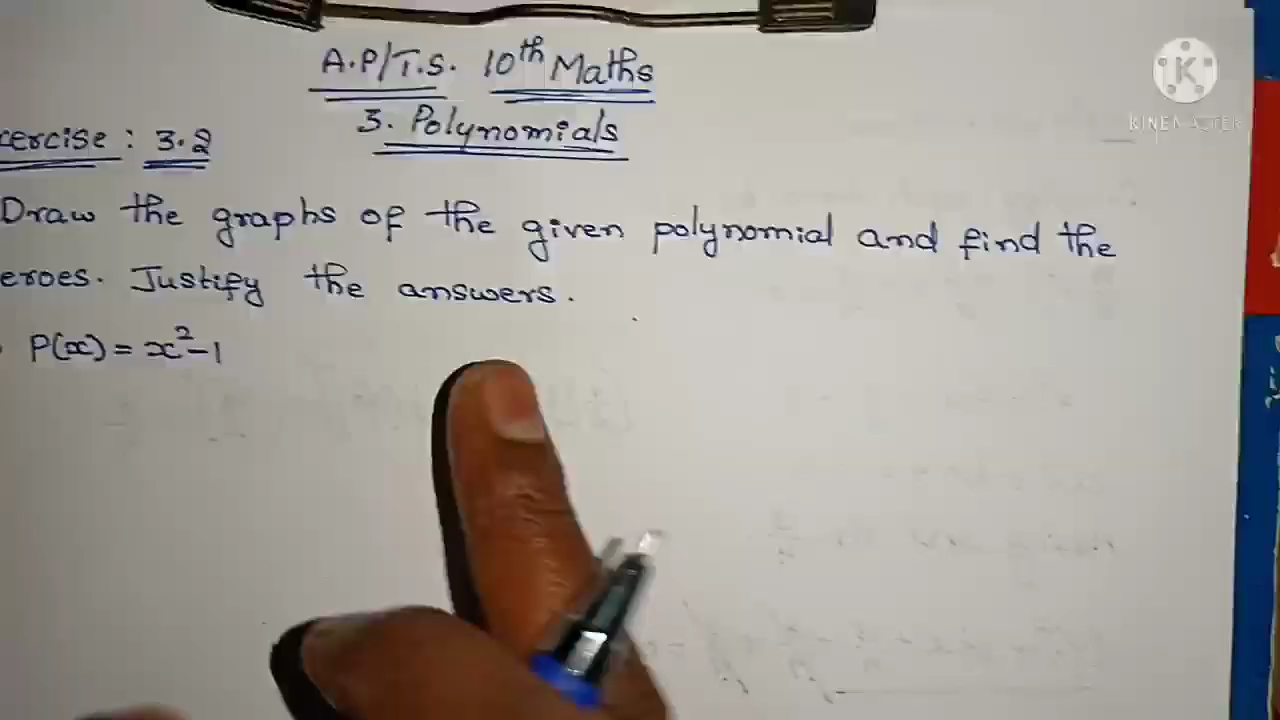 A.P/T.S. 10th Maths
3. Polynomials
cercise : 3.2
Draw the graphs of the given polynomial and find the
eroes. Justify the answers.
P(x) = x²-1
K
KINEMASTER